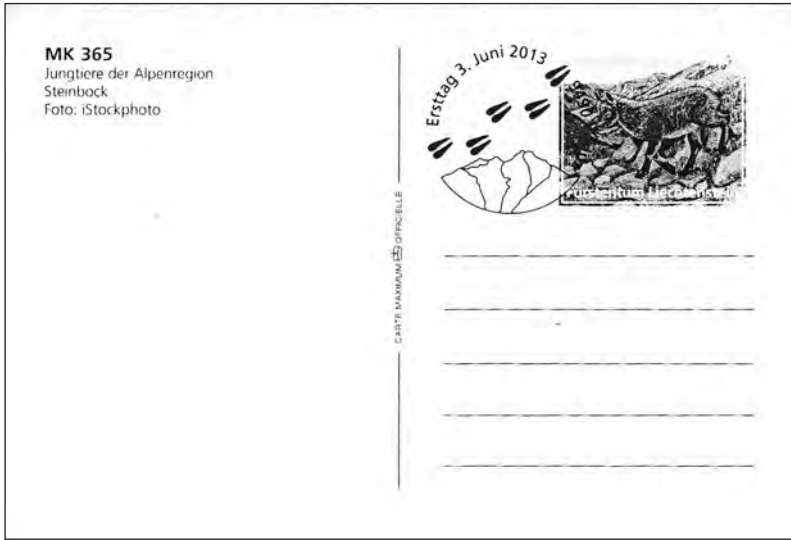 MK 365
Jungtiere der Alpenregion
Steinbock
Foto: iStockphoto
CARTE MAXIMUM OFFICIELLE
Ersttag 3. Juni 2013
Fürstentum Liechtenstein